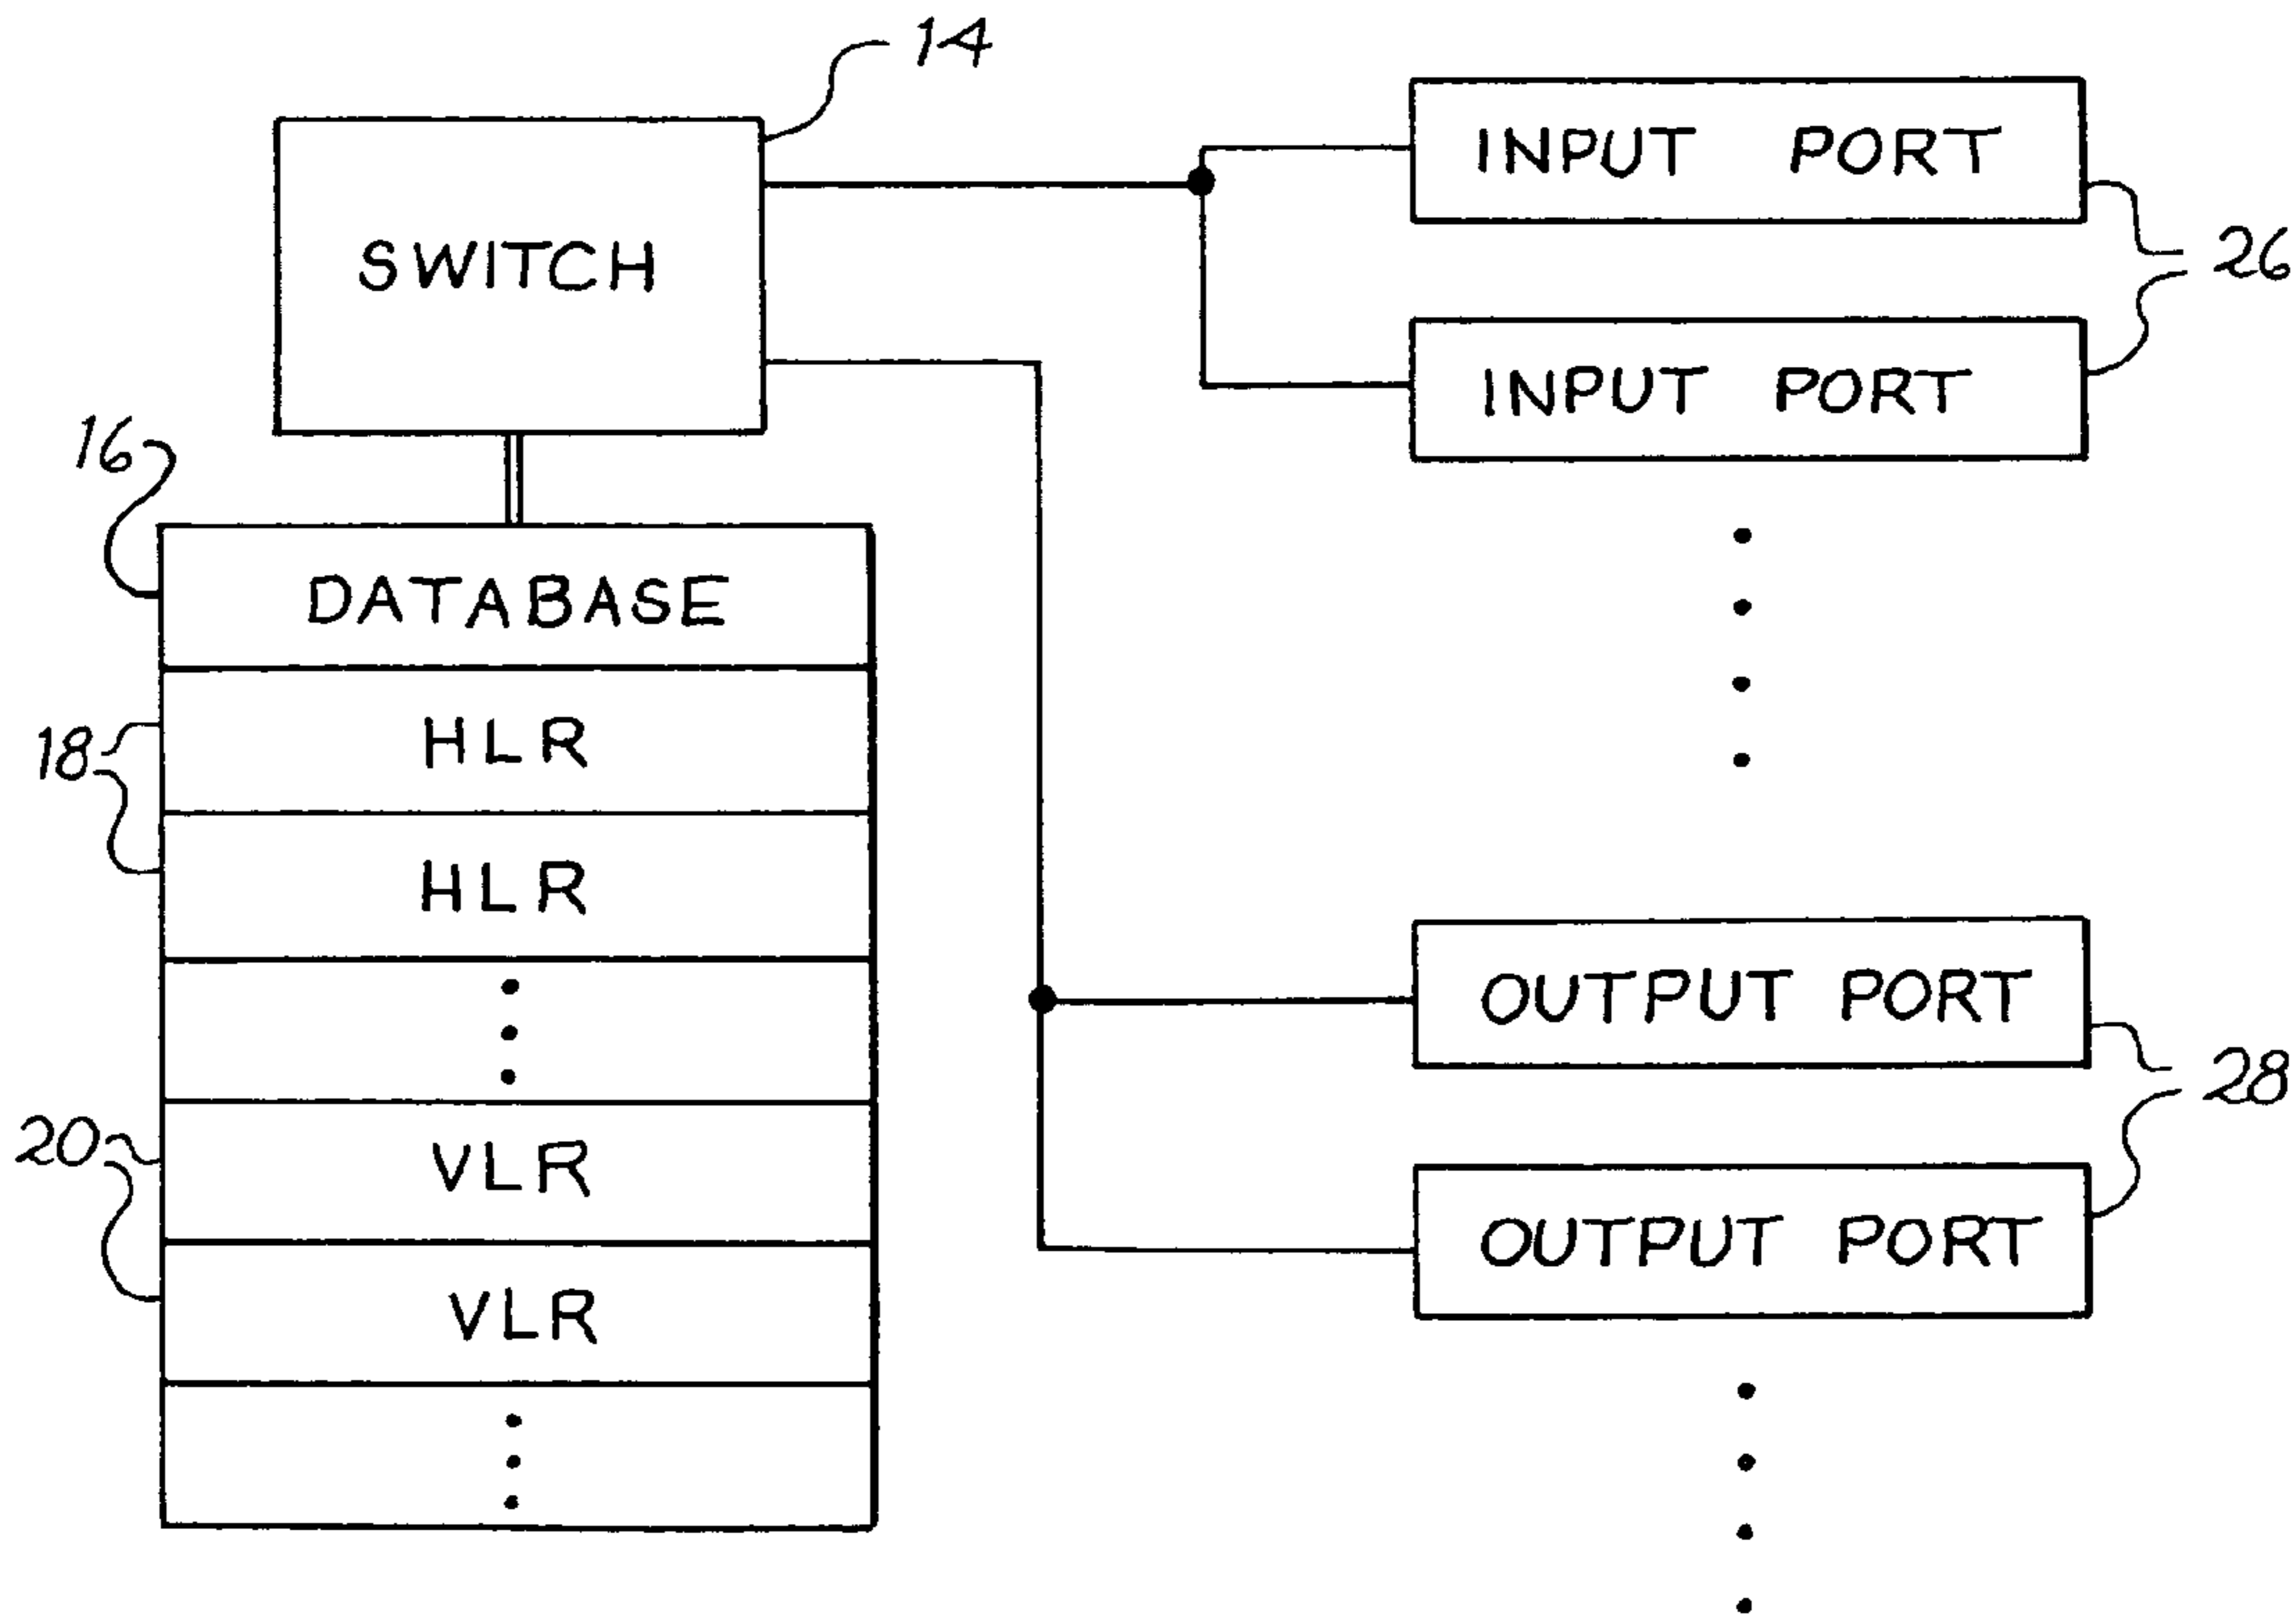 14
SWITCH
INPUT PORT
26
INPUT PORT
16
DATABASE
18
HLR
HLR
20
VLR
VLR
OUTPUT PORT
28
OUTPUT PORT